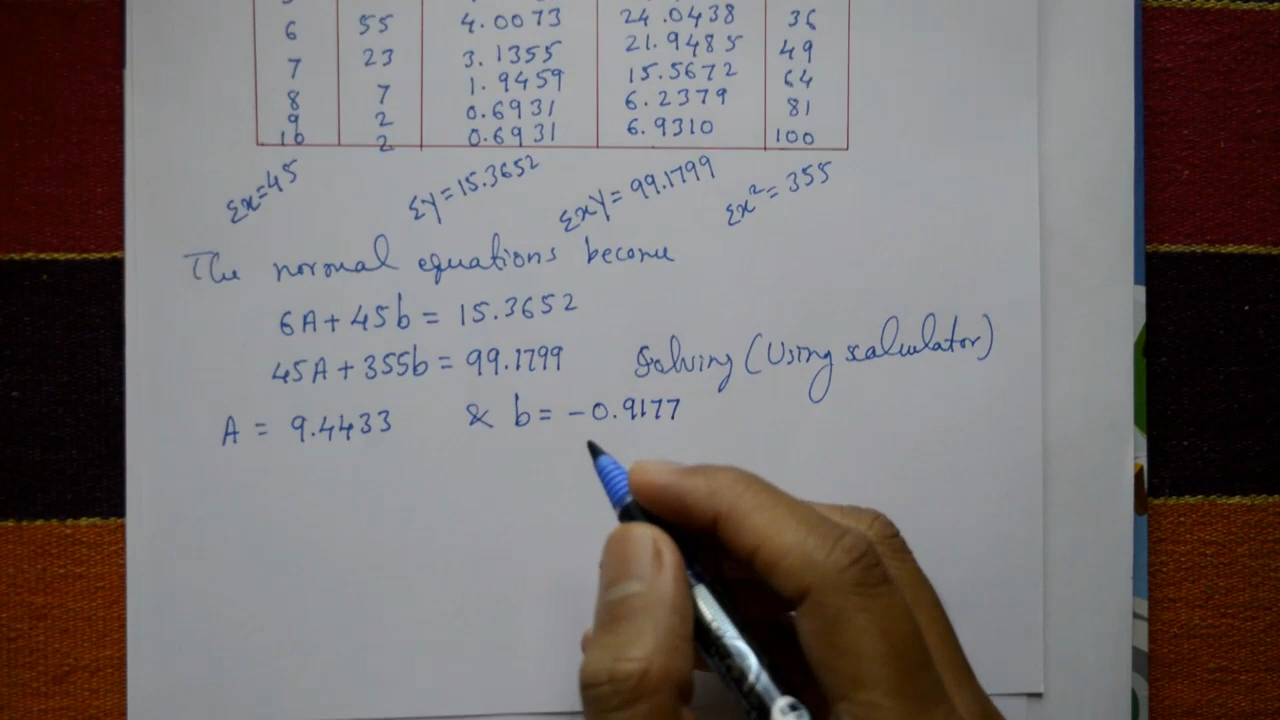 6 55 4.0073 24.0438 36
7 23 3.1355 21.9485 49
8 7 1.9459 15.5672 64
9 2 0.6931 6.2379 81
10 2 0.6931 6.9310 100
Σx=45 ΣY=15.3652 ΣxY=99.1799 Σx²=355
The normal equations become
6A+45b=15.3652
45A+355b=99.1799 Solving (Using scalculator)
A = 9.4433 & b= -0.9177